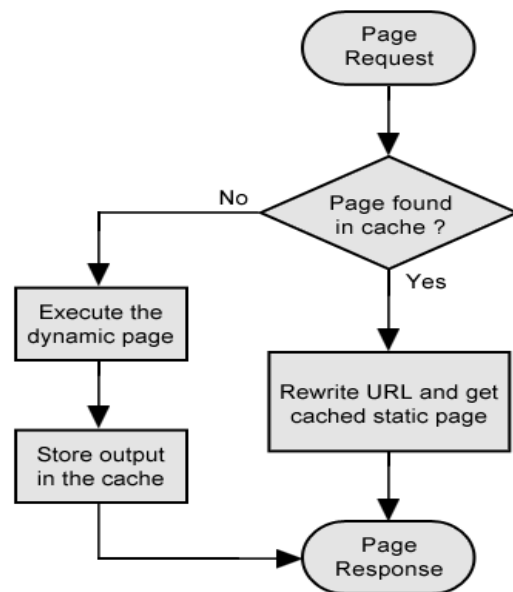 Page
Request
Page found
in cache ?
No
Yes
Execute the
dynamic page
Rewrite URL and get
cached static page
Store output
in the cache
Page
Response